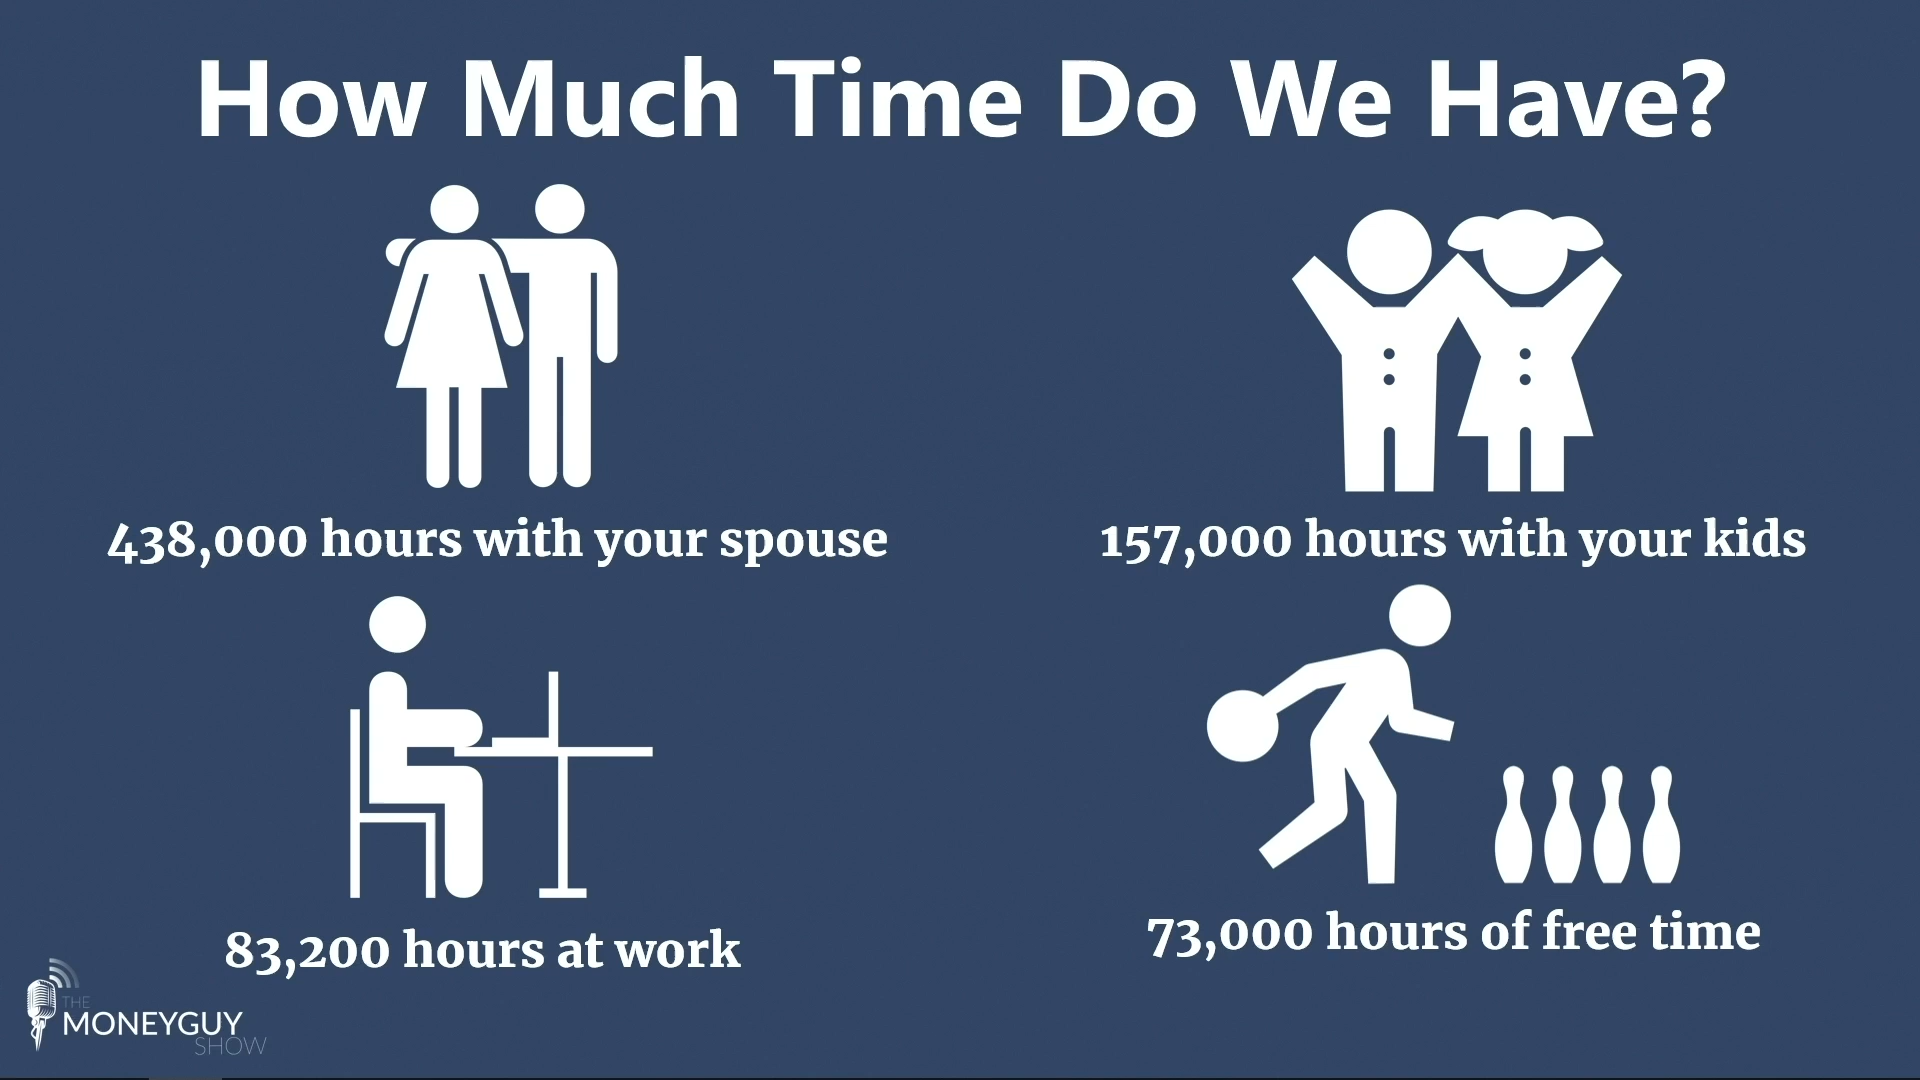 How Much Time Do We Have?
438,000 hours with your spouse
157,000 hours with your kids
83,200 hours at work
73,000 hours of free time
THE
MONEYGUY
SHOW